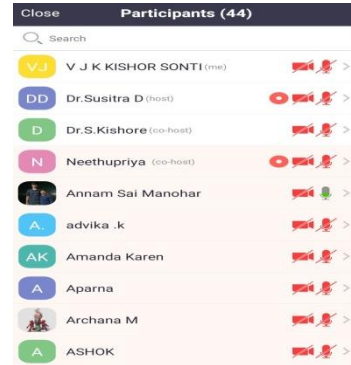 Close Participants (44)
Search
VJ V J K KISHOR SONTI (me)
DD Dr.Susitra D (host)
D Dr.S.Kishore (co-host)
N Neethupriya (co-host)
Annam Sai Manohar
A. advika .k
AK Amanda Karen
A Aparna
Archana M
A ASHOK